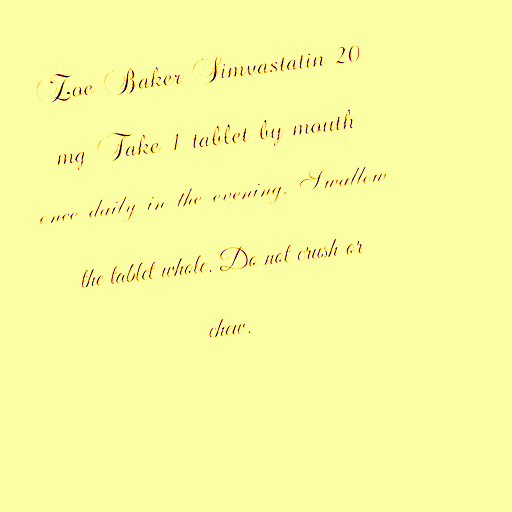 Zoe Baker Simvastatin 20
mg Take 1 tablet by mouth
once daily in the evening. Swallow
the tablet whole. Do not crush or
chew.